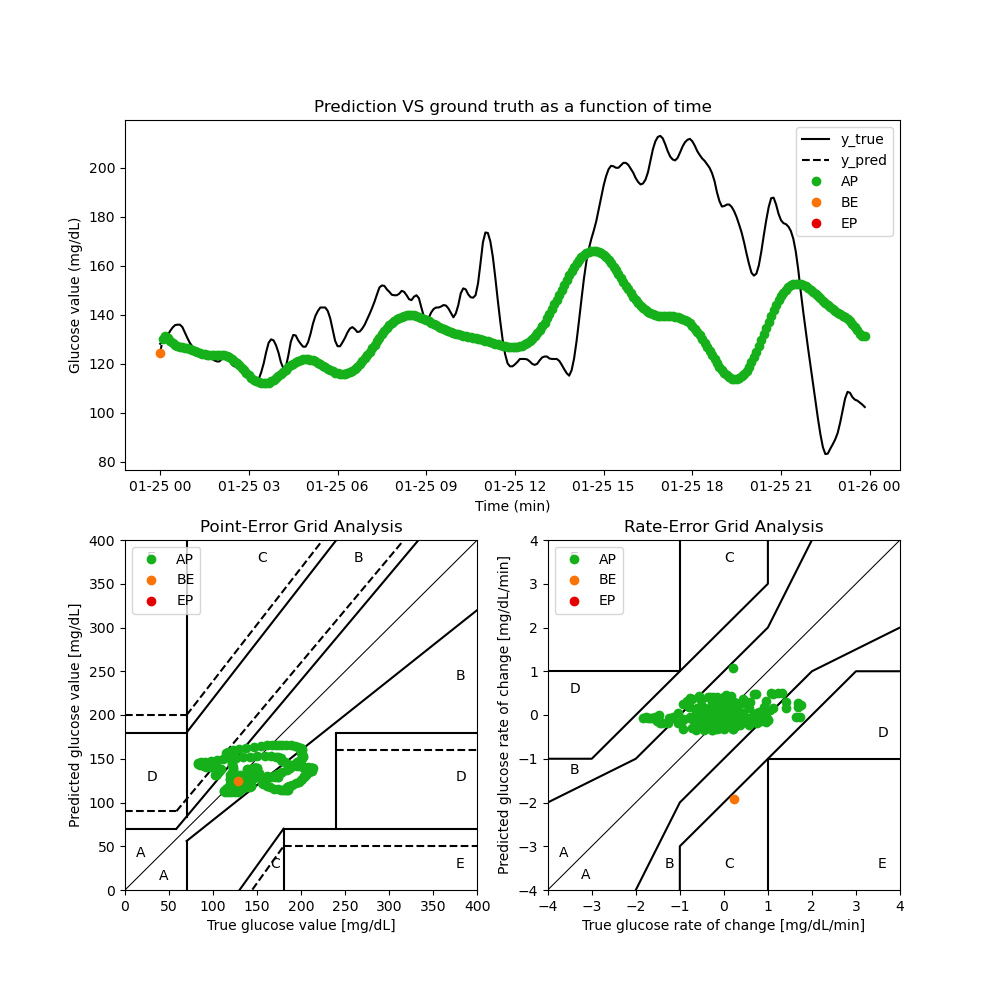 Prediction VS ground truth as a function of time
Glucose value (mg/dL)
200
180
160
140
120
100
80
y_true
y_pred
AP
BE
EP
01-25 00 01-25 03 01-25 06 01-25 09 01-25 12 01-25 15 01-25 18 01-25 21 01-26 00
Time (min)
Point-Error Grid Analysis
Predicted glucose value [mg/dL]
400
350
300
250
200
150
100
50
0
AP
BE
EP
C
B
B
D
D
A
A
C
E
0 50 100 150 200 250 300 350 400
True glucose value [mg/dL]
Rate-Error Grid Analysis
Predicted glucose rate of change [mg/dL/min]
4
3
2
1
0
−1
−2
−3
−4
AP
BE
EP
C
D
D
B
A
A
B
C
E
−4 −3 −2 −1 0 1 2 3 4
True glucose rate of change [mg/dL/min]